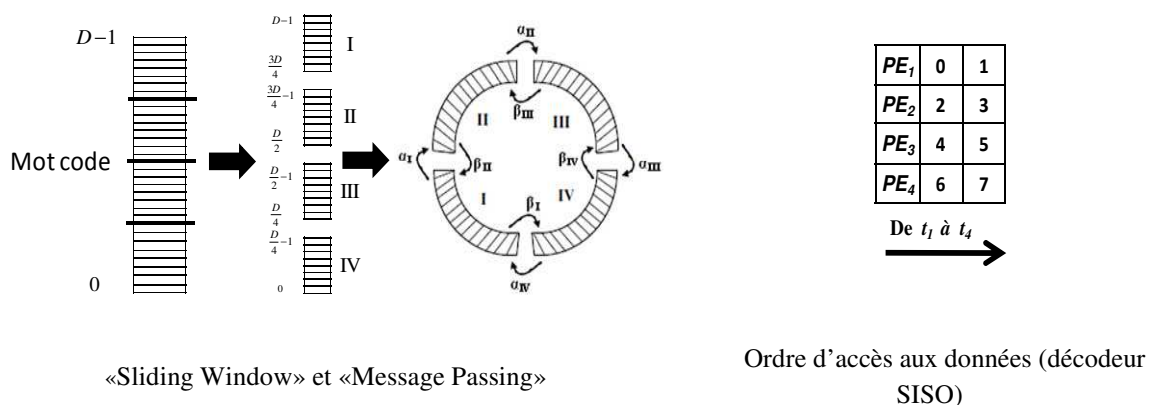 D−1
Mot code
0
D−1
3D/4
I
3D/4 −1
D/2
II
D/2 −1
D/4
III
D/4 −1
0
IV
αII
βIII
II
III
αI
βII
βIV
αIII
I
IV
βI
αIV
PE1 0 1
PE2 2 3
PE3 4 5
PE4 6 7
De t1 à t4
«Sliding Window» et «Message Passing»
Ordre d’accès aux données (décodeur
SISO)